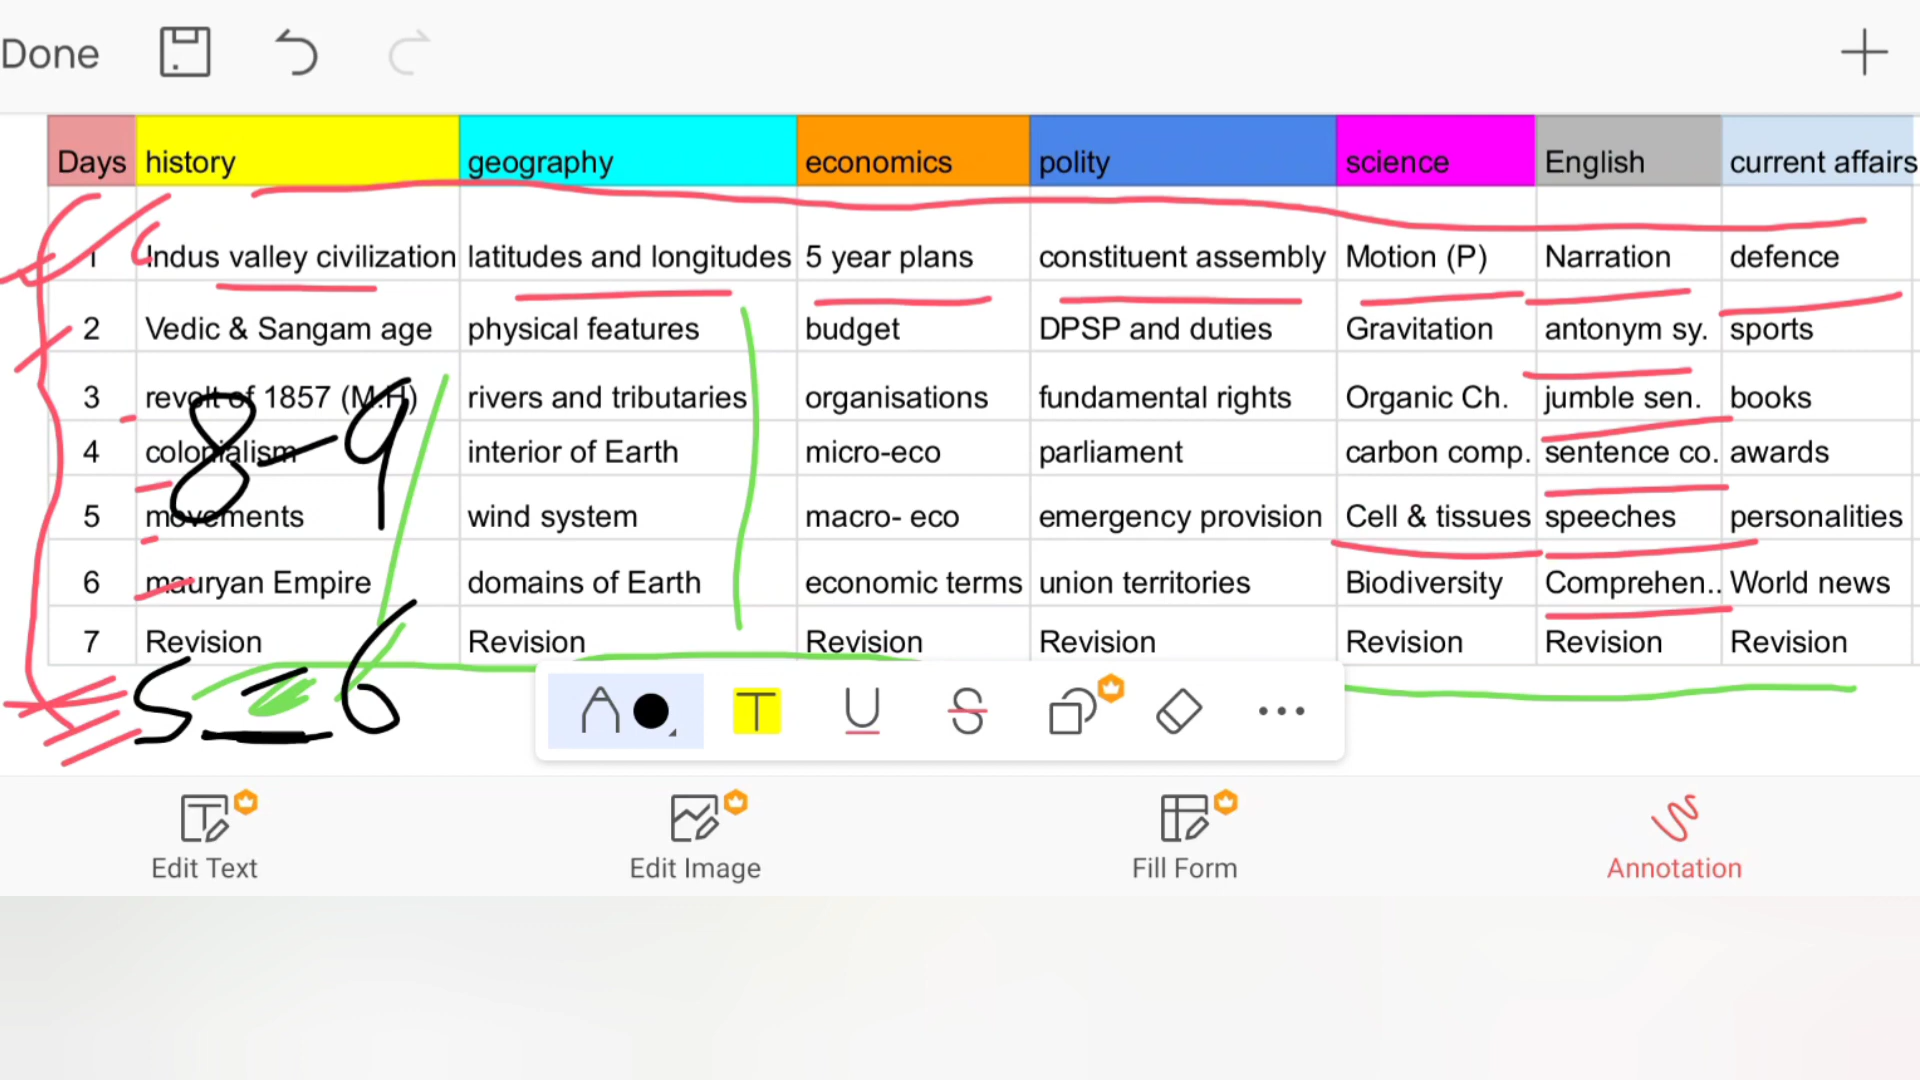 Done
Days history geography economics polity science English current affairs
1 Indus valley civilization latitudes and longitudes 5 year plans constituent assembly Motion (P) Narration defence
2 Vedic & Sangam age physical features budget DPSP and duties Gravitation antonym sy. sports
3 revolt of 1857 (M.H) rivers and tributaries organisations fundamental rights Organic Ch. jumble sen. books
8-9
4 colonialism interior of Earth micro-eco parliament carbon comp. sentence co. awards
5 movements wind system macro- eco emergency provision Cell & tissues speeches personalities
6 mauryan Empire domains of Earth economic terms union territories Biodiversity Comprehen.. World news
7 Revision Revision Revision Revision Revision Revision Revision
5-6
T U S
Edit Text Edit Image Fill Form Annotation